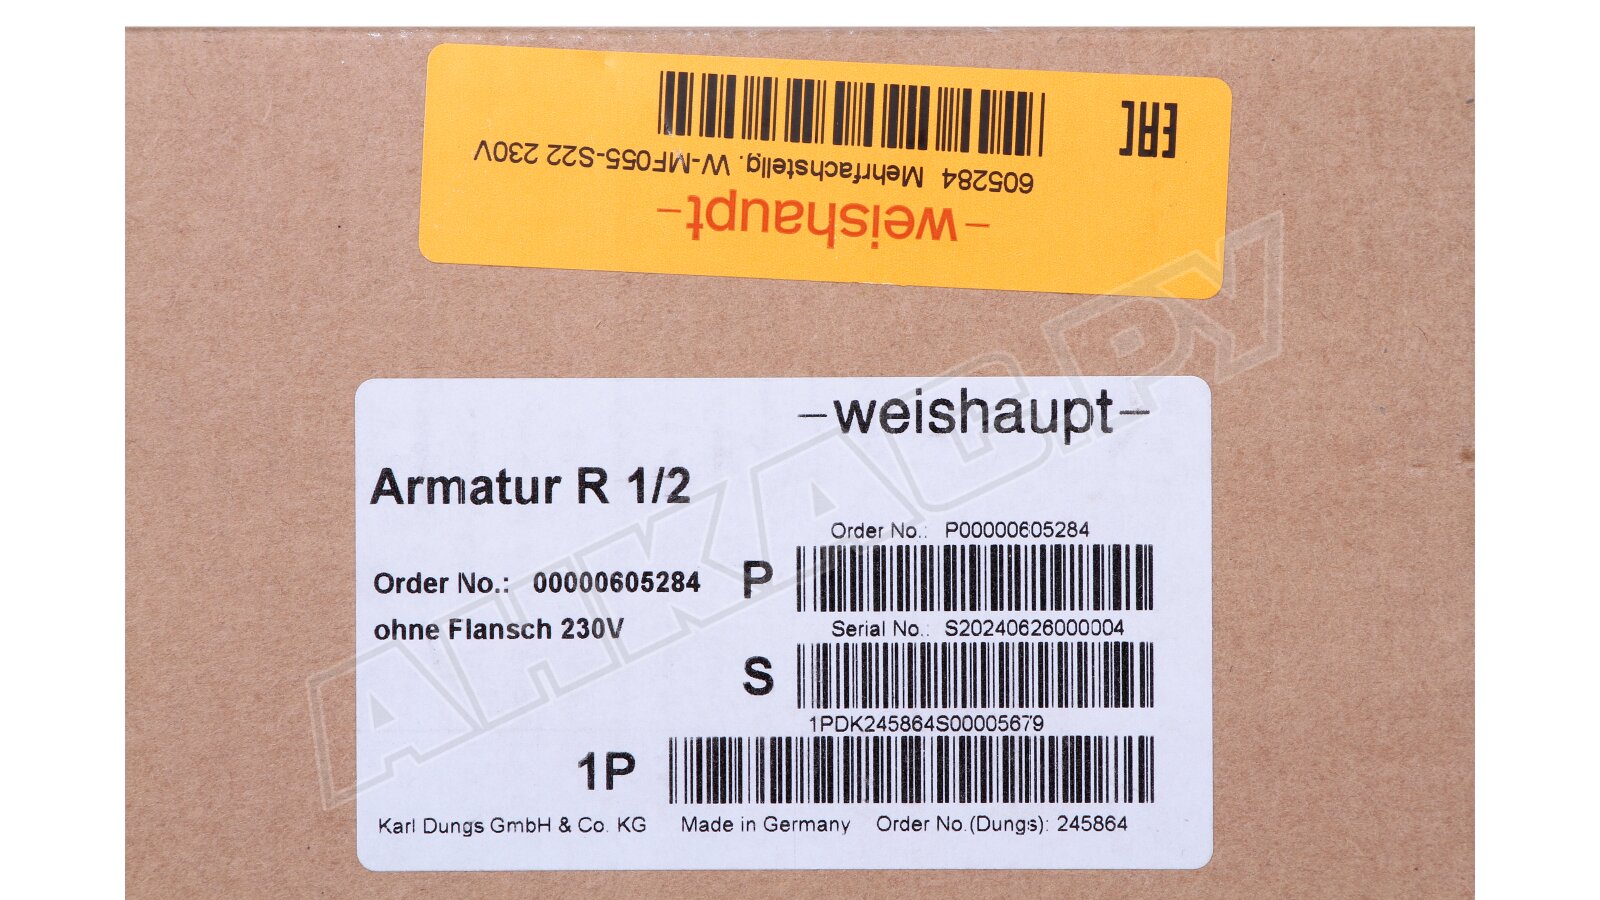 -weishaupt-
605284 Mehrfachstellg. W-MF055-S22 230V
EAC
-weishaupt-
Armatur R 1/2
Order No.: P00000605284
Order No.: 00000605284
P
ohne Flansch 230V
Serial No.: S20240626000004
S
1PDK245864S00005679
1P
Karl Dungs GmbH & Co. KG Made in Germany Order No.(Dungs): 245864
АНКАСРУ